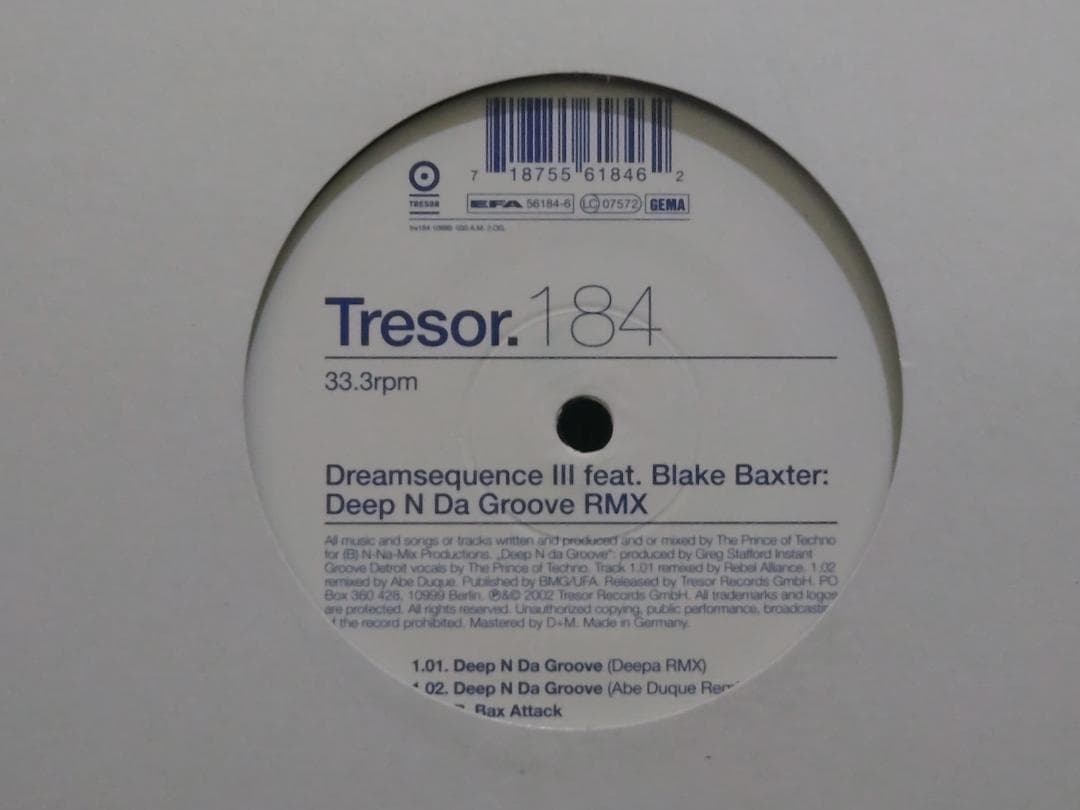 7 18755 61846 2
TRESOR
EFA 56184-6 LC 07572 GEMA
Tresor.184
33.3rpm
Dreamsequence III feat. Blake Baxter:
Deep N Da Groove RMX
All music and songs or tracks written and produced and or mixed by The Prince of Techno
for (B) N-Na-Mix Productions. „Deep N da Groove“: produced by Greg Stafford Instant
Groove Detroit vocals by The Prince of Techno. Track 1.01 remixed by Rebel Alliance. 1.02
remixed by Abe Duque. Published by BMG/UFA. Released by Tresor Records GmbH. PO
Box 360 428, 10999 Berlin. ℗&© 2002 Tresor Records GmbH. All trademarks and logos
are protected. All rights reserved. Unauthorized copying, public performance,
the record prohibited. Mastered by D+M. Made in Germany.
1.01. Deep N Da Groove (Deepa RMX)
02. Deep N Da Groove (Abe Duque
Bax Attack